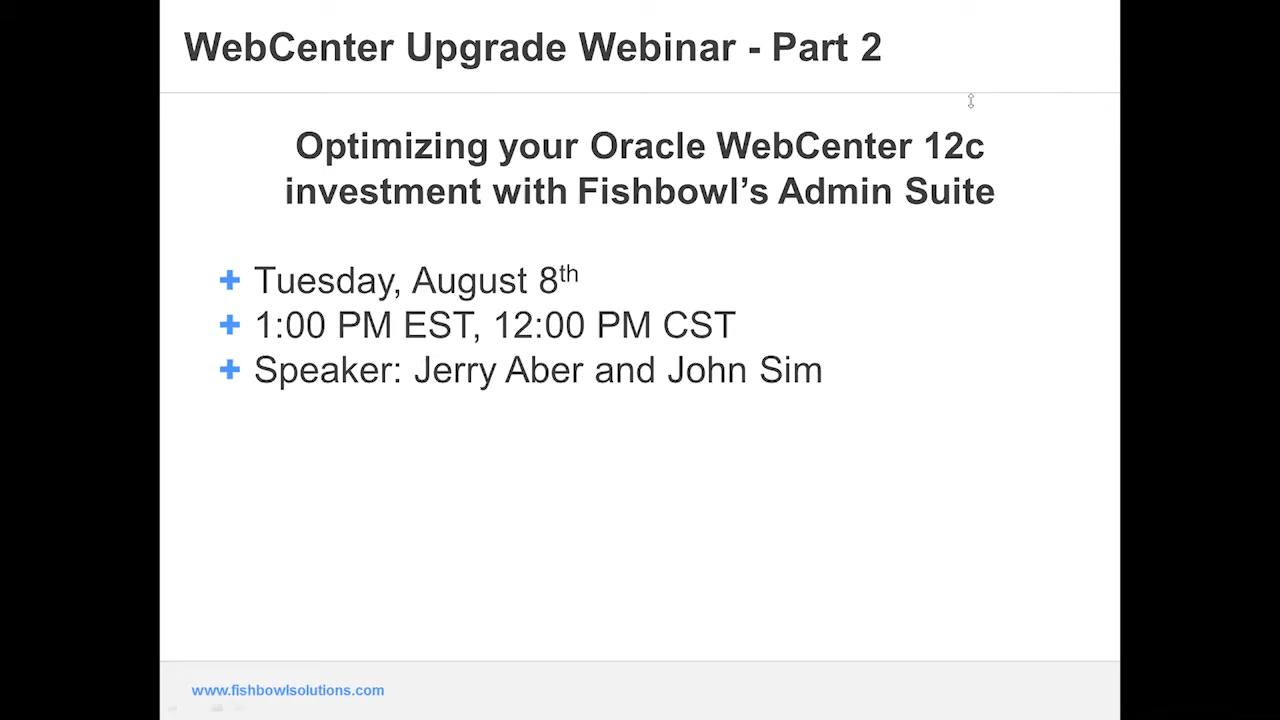 WebCenter Upgrade Webinar - Part 2
Optimizing your Oracle WebCenter 12c
investment with Fishbowl’s Admin Suite
Tuesday, August 8th
1:00 PM EST, 12:00 PM CST
Speaker: Jerry Aber and John Sim
www.fishbowlsolutions.com